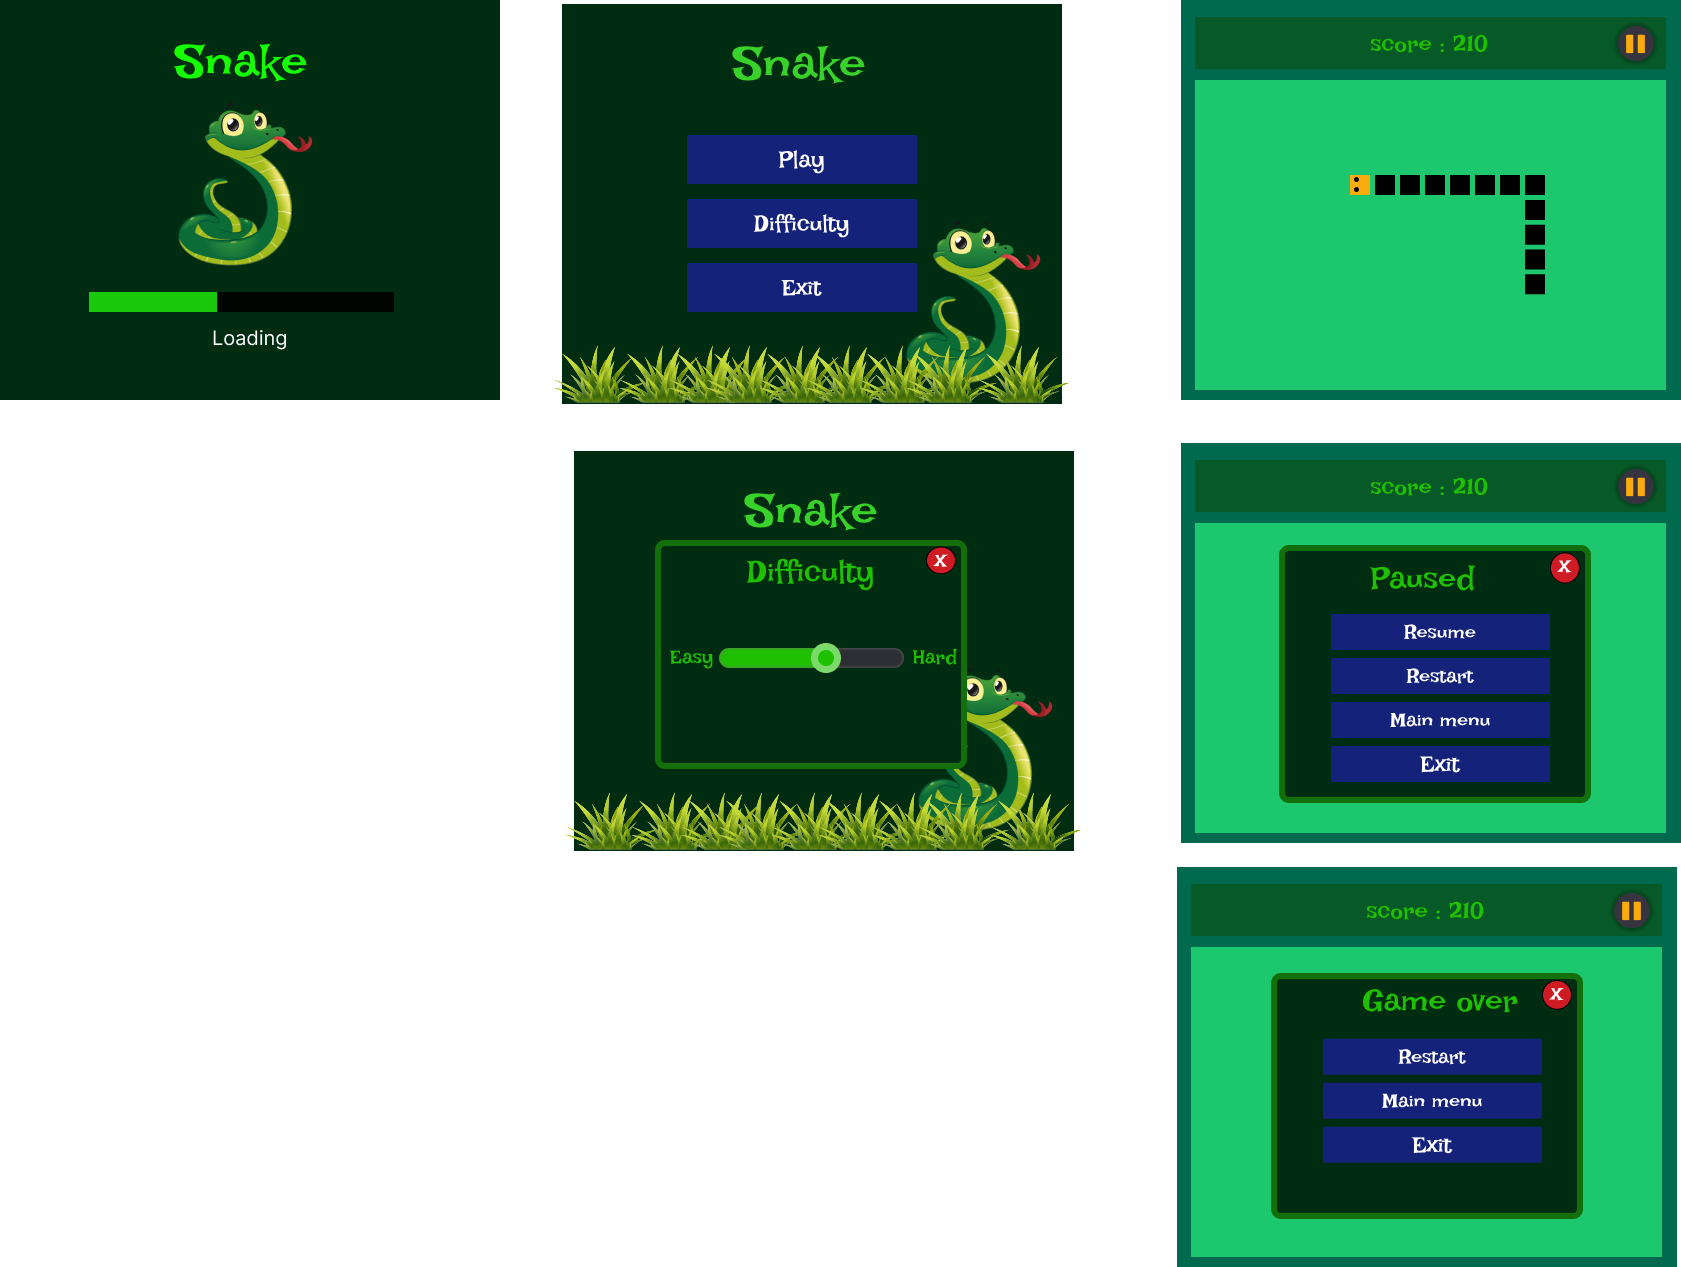 Snake
Loading
Snake
Play
Difficulty
Exit
score : 210
Snake
Difficulty
X
Easy
Hard
score : 210
Paused
X
Resume
Restart
Main menu
Exit
score : 210
Game over
X
Restart
Main menu
Exit